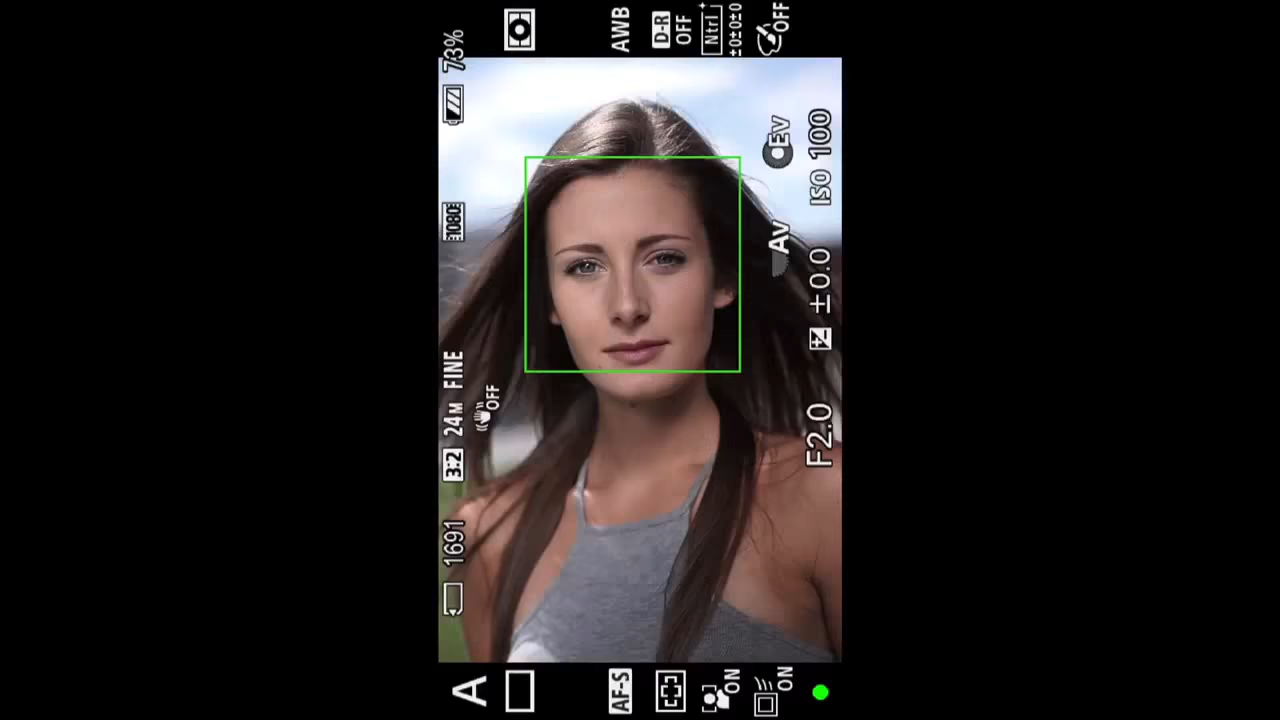 A 1691 3:2 24M FINE 1080 73%
OFF
AF-S AWB
D-R
OFF
ON Ntrl
±0±0±0
ON Av Ev OFF
F2.0 ±0.0 ISO 100